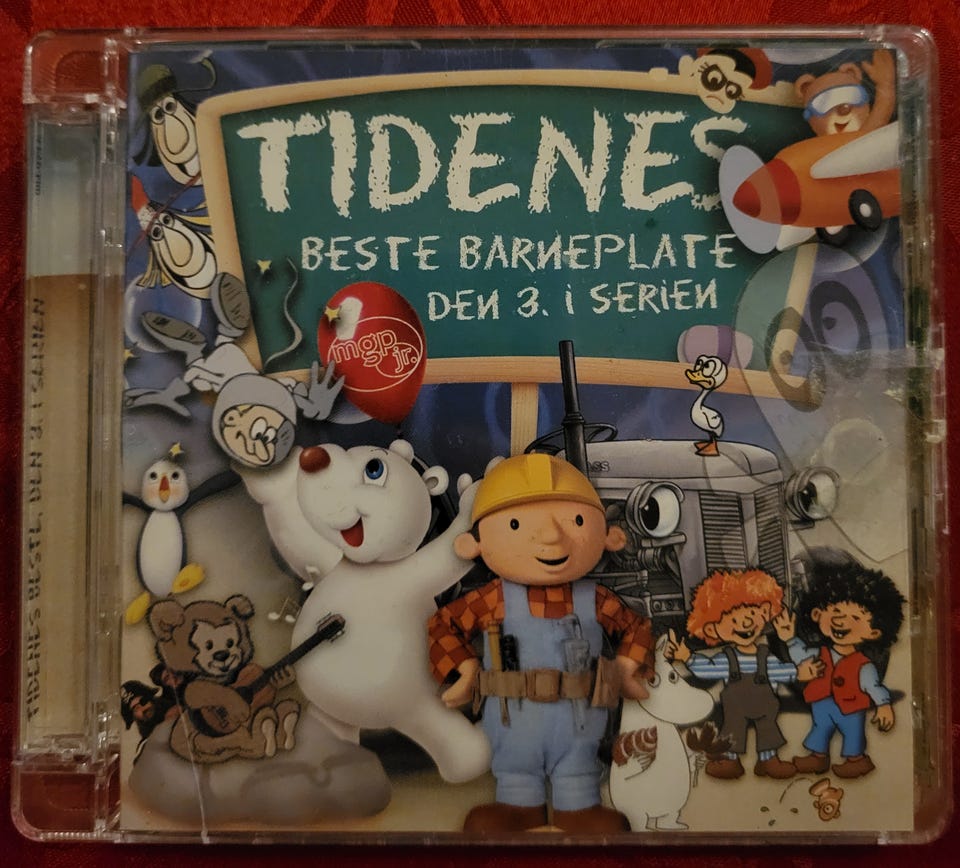 TIDENES
BESTE BARNEPLATE
DEN 3. I SERIEN
mgp
jr.
TIDENES BESTE, DEN 3. I SERIEN